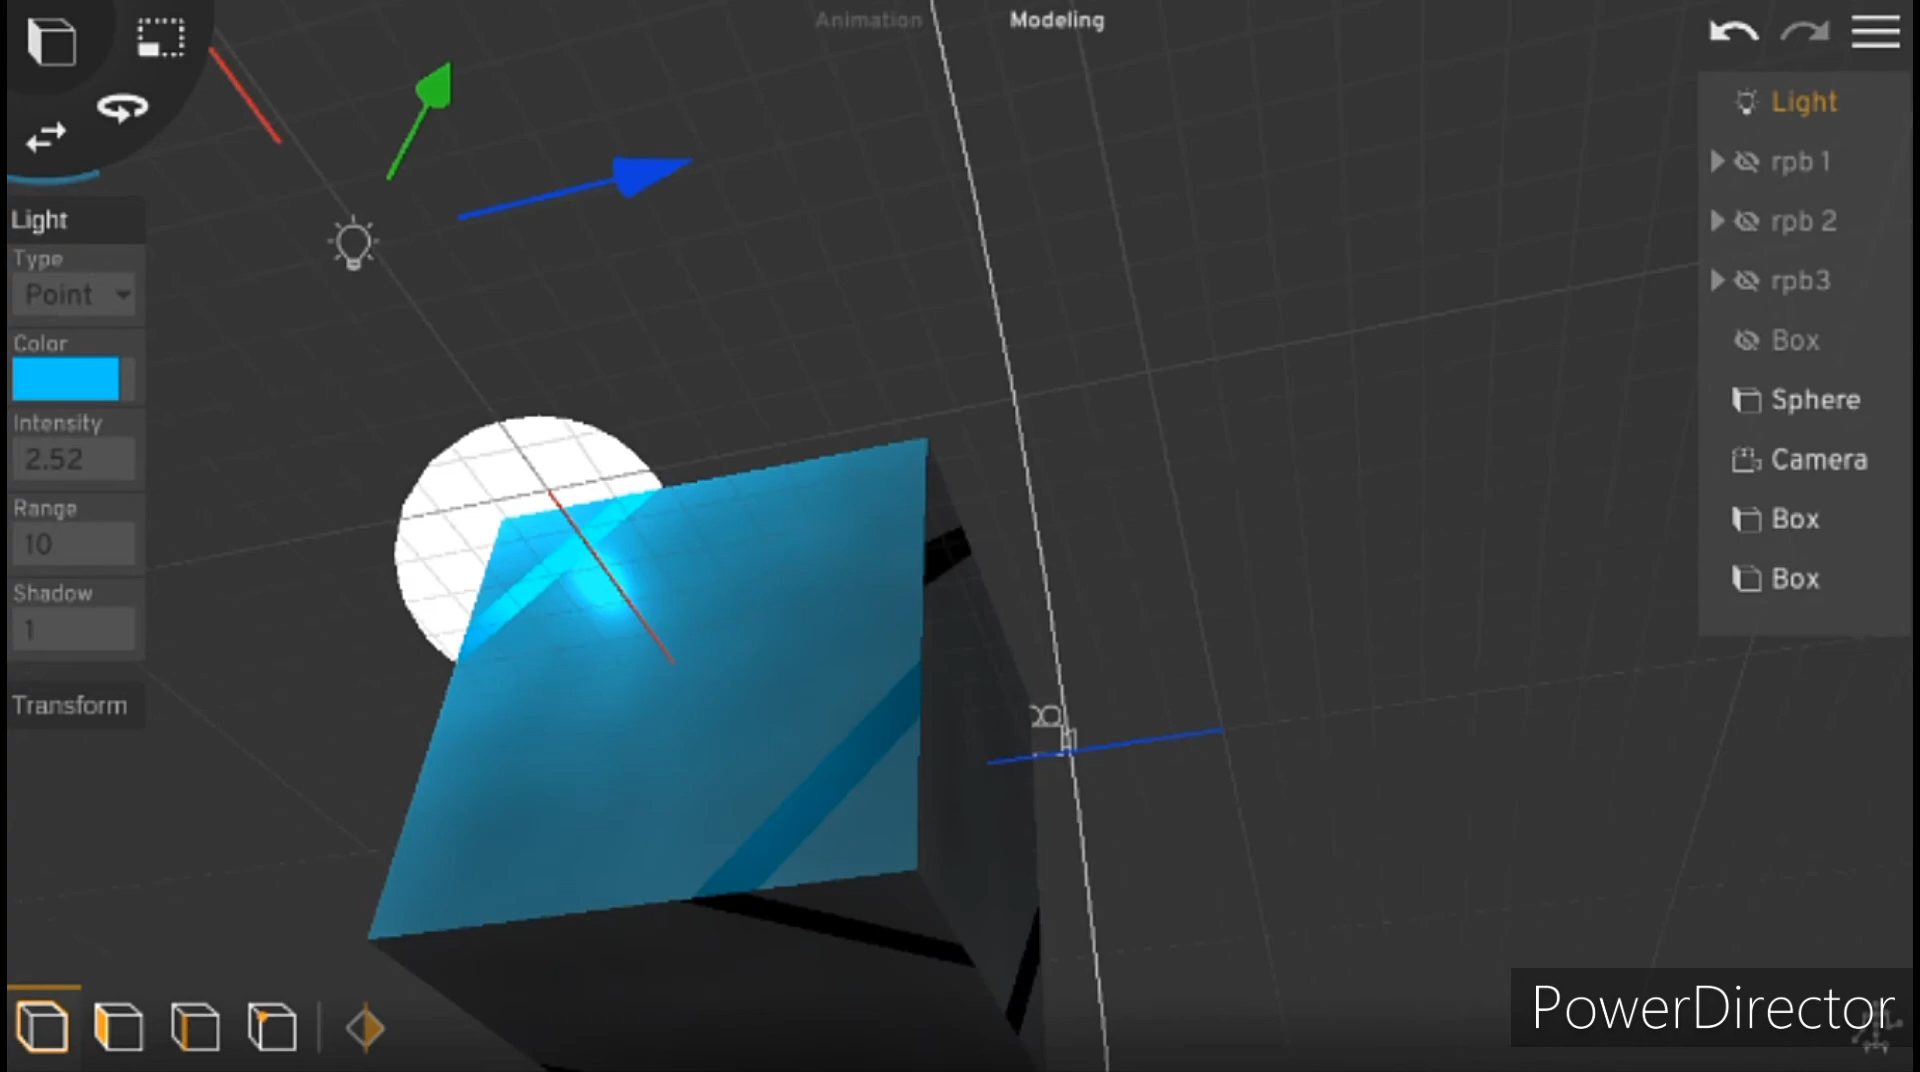 Animation Modeling
Light
Type
Point
Color
Intensity
2.52
Range
10
Shadow
1
Transform
Light
rpb 1
rpb 2
rpb3
Box
Sphere
Camera
Box
Box
PowerDirector